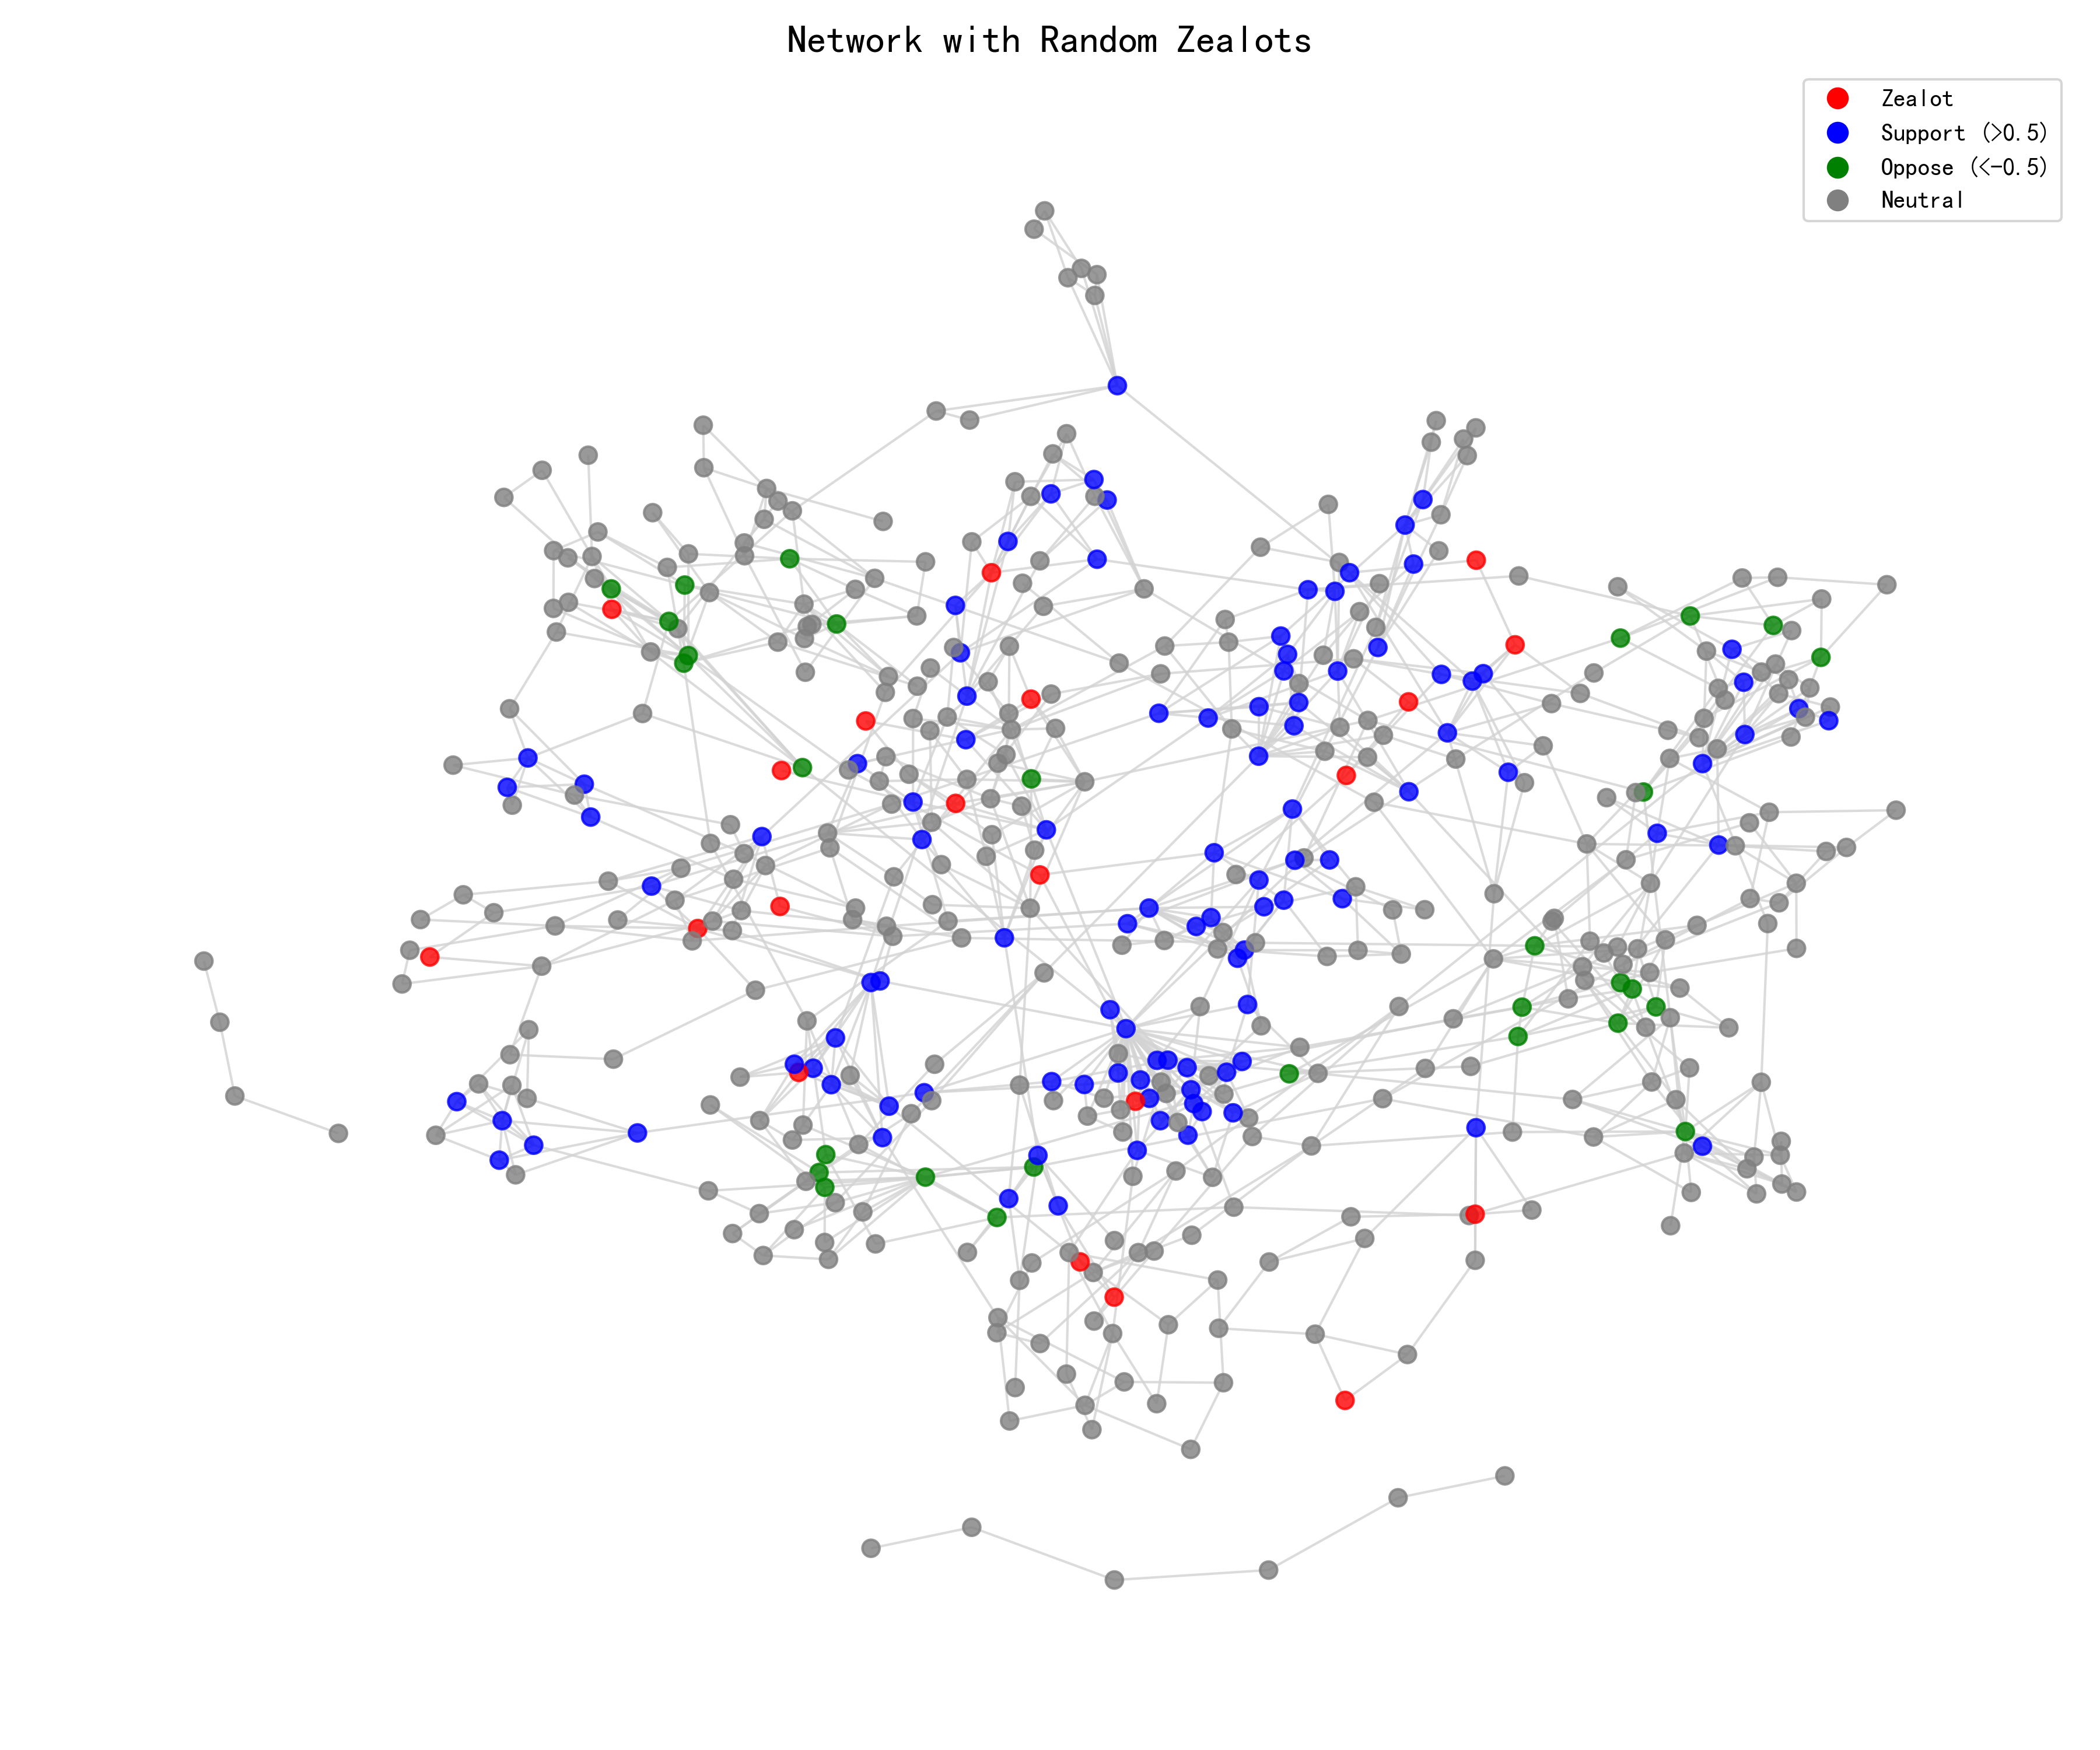 Network with Random Zealots
Zealot
Support (>0.5)
Oppose (<-0.5)
Neutral